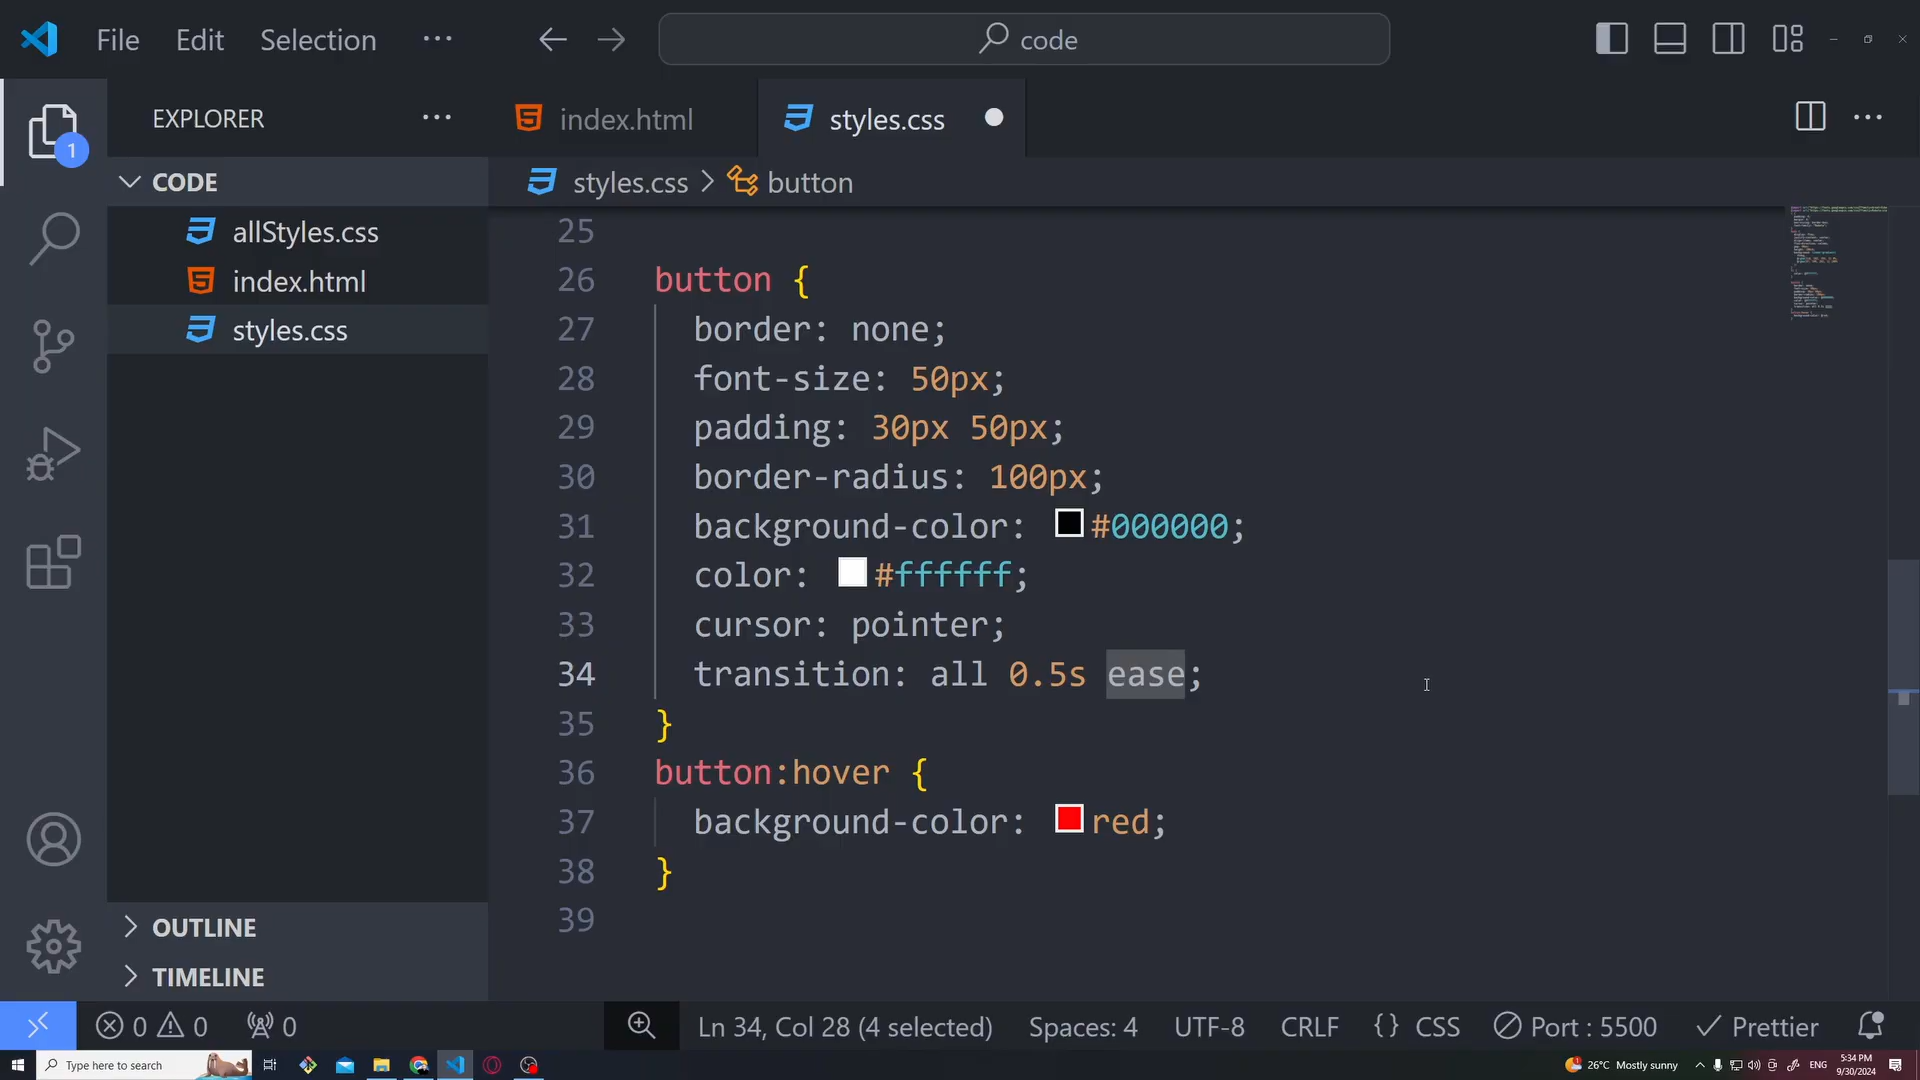 File Edit Selection ···
code
EXPLORER ···
CODE
allStyles.css
index.html
styles.css
OUTLINE
TIMELINE
1
index.html
styles.css
···
styles.css > button
25
26 button {
27 border: none;
28 font-size: 50px;
29 padding: 30px 50px;
30 border-radius: 100px;
31 background-color: #000000;
32 color: #ffffff;
33 cursor: pointer;
34 transition: all 0.5s ease;
35 }
36 button:hover {
37 background-color: red;
38 }
39
0 0 0 Ln 34, Col 28 (4 selected) Spaces: 4 UTF-8 CRLF {} CSS Port : 5500 Prettier
Type here to search
26°C Mostly sunny ENG
5:34 PM
9/30/2024